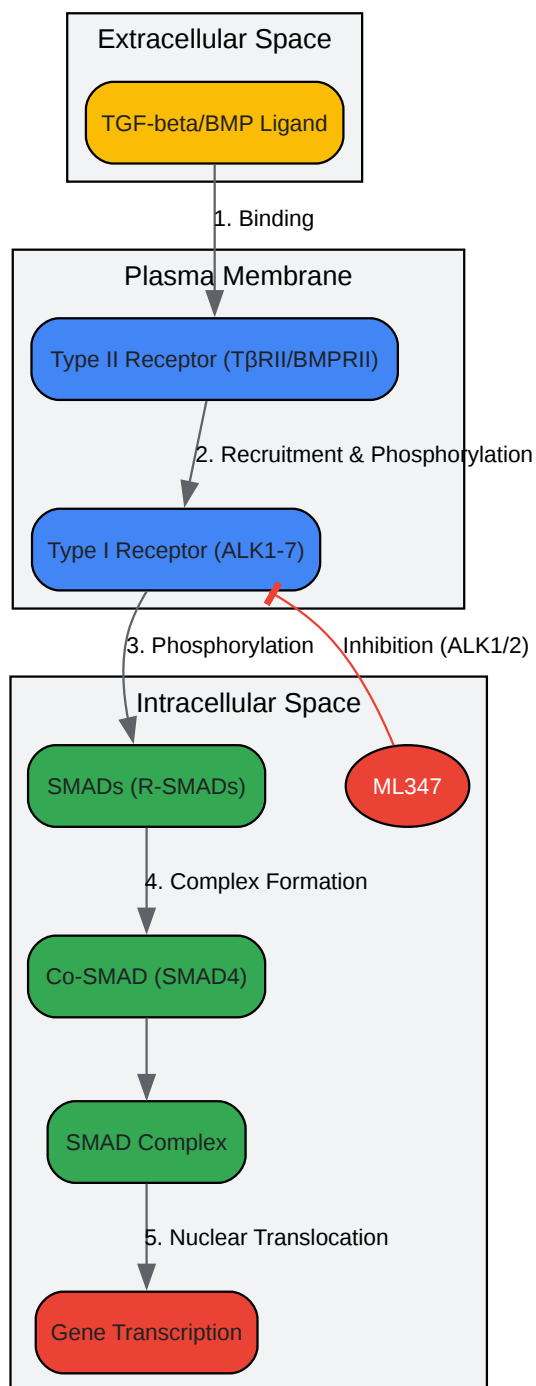 Extracellular Space
TGF-beta/BMP Ligand
1. Binding
Plasma Membrane
Type II Receptor (TβRII/BMPRII)
2. Recruitment & Phosphorylation
Type I Receptor (ALK1-7)
3. Phosphorylation
Inhibition (ALK1/2)
Intracellular Space
SMADs (R-SMADs)
ML347
4. Complex Formation
Co-SMAD (SMAD4)
SMAD Complex
5. Nuclear Translocation
Gene Transcription